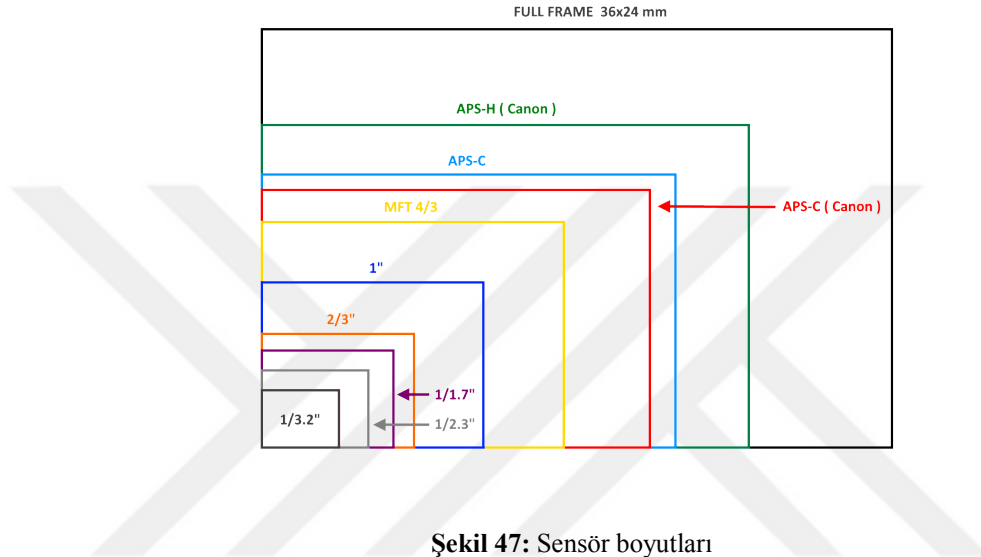 FULL FRAME  36x24 mm
APS-H ( Canon )
APS-C
MFT 4/3
APS-C ( Canon )
1"
2/3"
1/1.7"
1/3.2"
1/2.3"
Şekil 47: Sensör boyutları